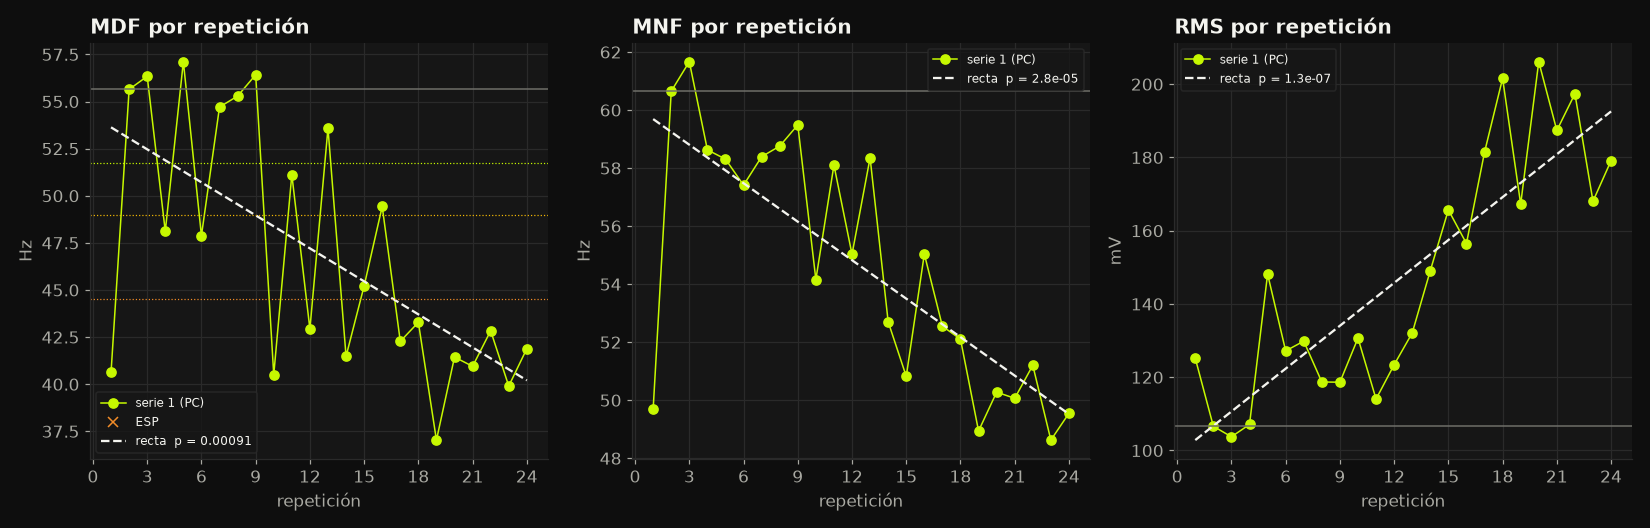 MDF por repetición
57.5
55.0
52.5
50.0
47.5
45.0
42.5
40.0
37.5
Hz
serie 1 (PC)
ESP
recta p = 0.00091
0 3 6 9 12 15 18 21 24
repetición
MNF por repetición
62
60
58
56
54
52
50
48
Hz
serie 1 (PC)
recta p = 2.8e-05
0 3 6 9 12 15 18 21 24
repetición
RMS por repetición
200
180
160
140
120
100
mV
serie 1 (PC)
recta p = 1.3e-07
0 3 6 9 12 15 18 21 24
repetición